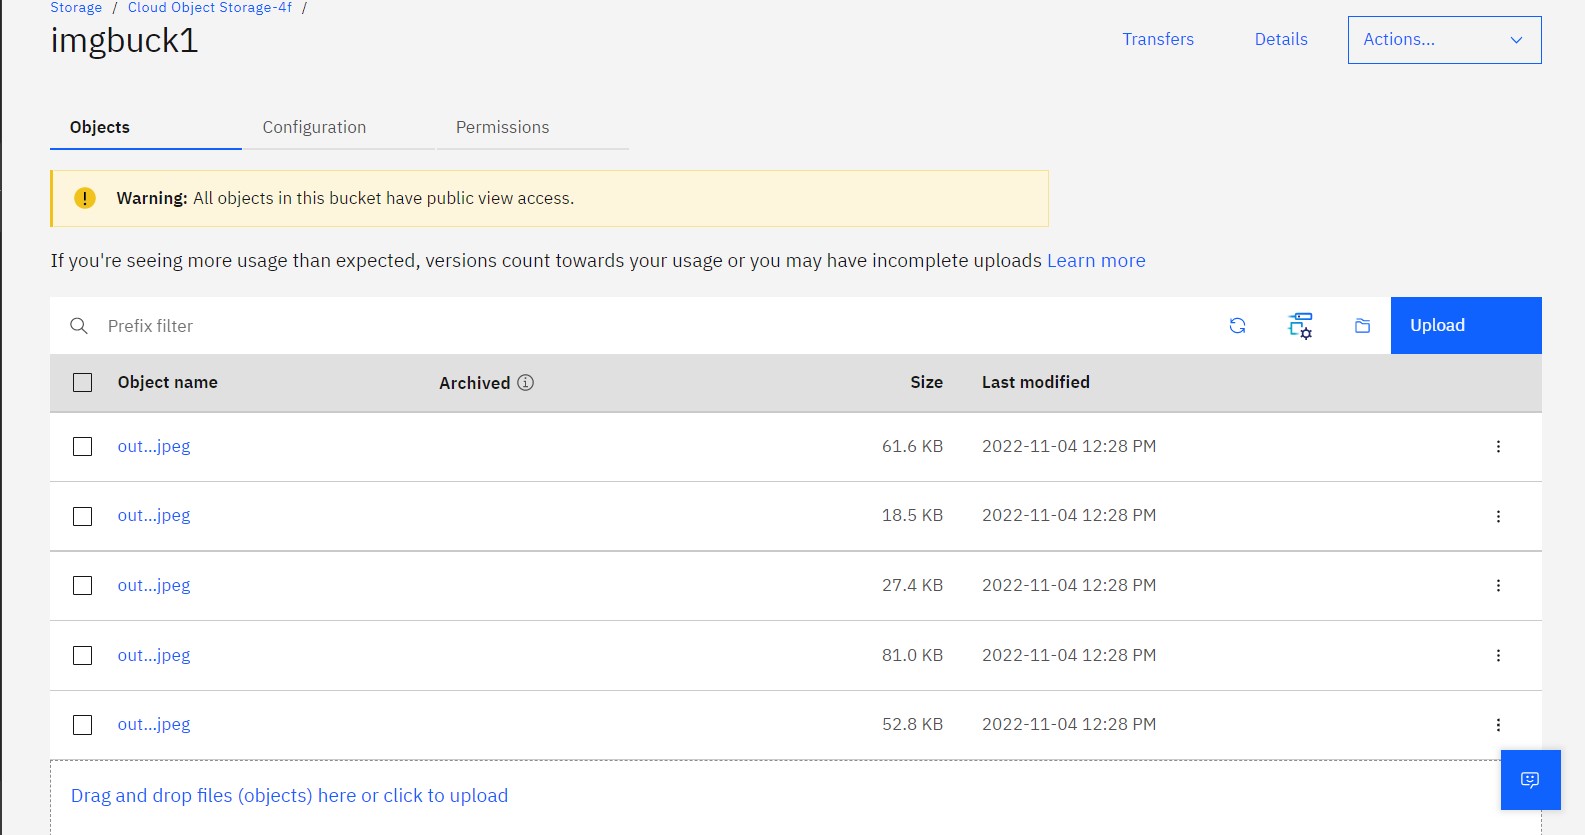 Storage / Cloud Object Storage-4f /
imgbuck1
Transfers Details Actions...
Objects Configuration Permissions
Warning: All objects in this bucket have public view access.
If you're seeing more usage than expected, versions count towards your usage or you may have incomplete uploads Learn more
Prefix filter Upload
Object name Archived Size Last modified
out...jpeg 61.6 KB 2022-11-04 12:28 PM
out...jpeg 18.5 KB 2022-11-04 12:28 PM
out...jpeg 27.4 KB 2022-11-04 12:28 PM
out...jpeg 81.0 KB 2022-11-04 12:28 PM
out...jpeg 52.8 KB 2022-11-04 12:28 PM
Drag and drop files (objects) here or click to upload